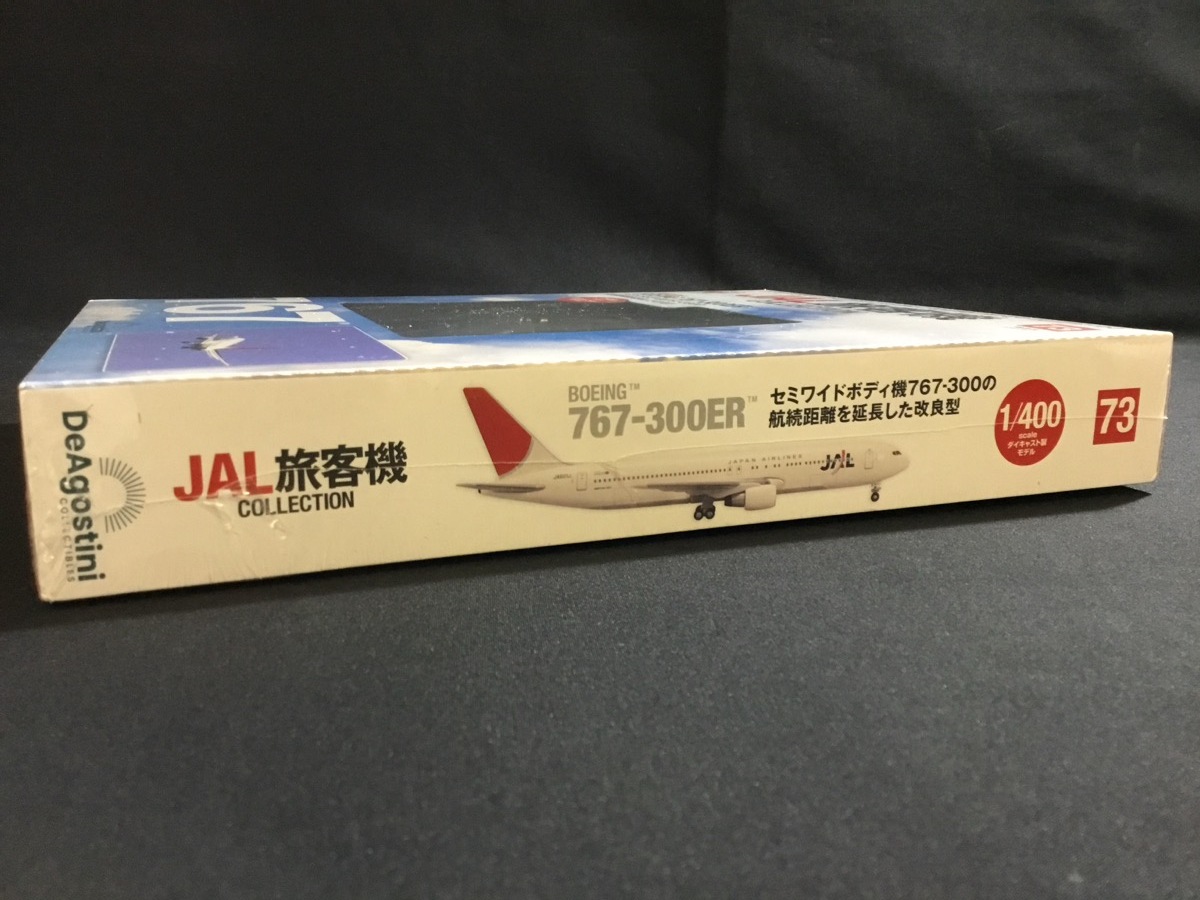 767
DeAgostini
COLLECTIBLES
JAL旅客機
COLLECTION
BOEING™
767-300ER™
セミワイドボディ機767-300の
航続距離を延長した改良型
JAPAN AIRLINES
JAL
1/400
scale
ダイキャスト製
モデル
73